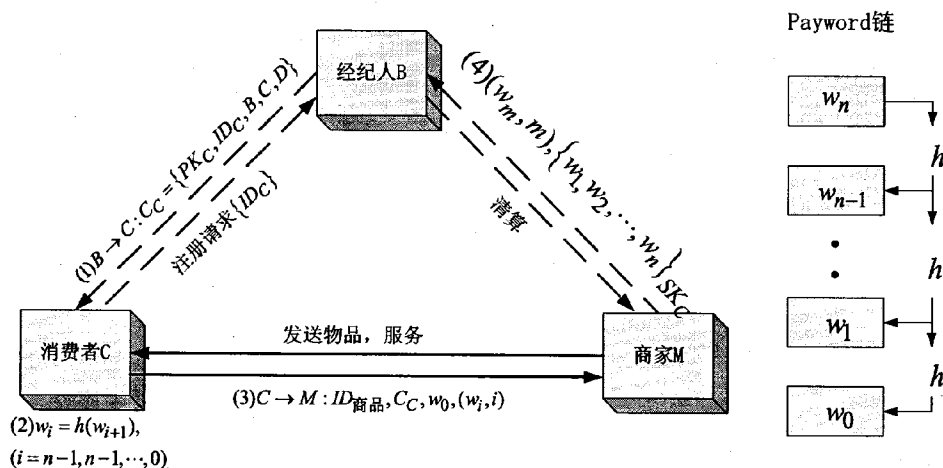 Payword链
经纪人B
(1)B→C:C_C={PK_C,ID_C,B,C,D}
注册请求{ID_C}
(4)(w_m,m),{w_1,w_2,…,w_n}SK_C
清算
消费者C
商家M
发送物品，服务
(3)C→M:ID_商品,C_C,w_0,(w_i,i)
(2)w_i=h(w_{i+1}),
(i=n-1,n-1,…,0)
w_n
h
w_{n-1}
h
w_1
h
w_0